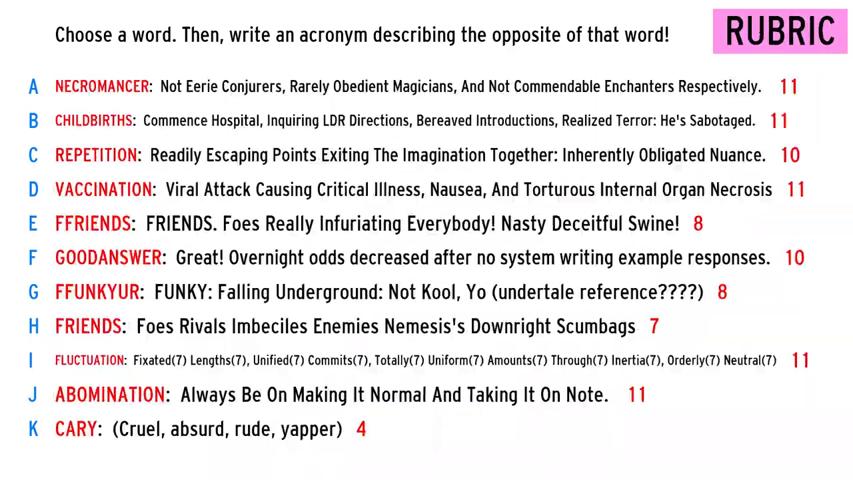 Choose a word. Then, write an acronym describing the opposite of that word!
RUBRIC
A NECROMANCER: Not Eerie Conjurers, Rarely Obedient Magicians, And Not Commendable Enchanters Respectively. 11
B CHILDBIRTHS: Commence Hospital, Inquiring LDR Directions, Bereaved Introductions, Realized Terror: He's Sabotaged. 11
C REPETITION: Readily Escaping Points Exiting The Imagination Together: Inherently Obligated Nuance. 10
D VACCINATION: Viral Attack Causing Critical Illness, Nausea, And Torturous Internal Organ Necrosis 11
E FFRIENDS: FRIENDS. Foes Really Infuriating Everybody! Nasty Deceitful Swine! 8
F GOODANSWER: Great! Overnight odds decreased after no system writing example responses. 10
G FFUNKYUR: FUNKY: Falling Underground: Not Kool, Yo (undertale reference????) 8
H FRIENDS: Foes Rivals Imbeciles Enemies Nemesis's Downright Scumbags 7
I FLUCTUATION: Fixated(7) Lengths(7), Unified(7) Commits(7), Totally(7) Uniform(7) Amounts(7) Through(7) Inertia(7), Orderly(7) Neutral(7) 11
J ABOMINATION: Always Be On Making It Normal And Taking It On Note. 11
K CARY: (Cruel, absurd, rude, yapper) 4